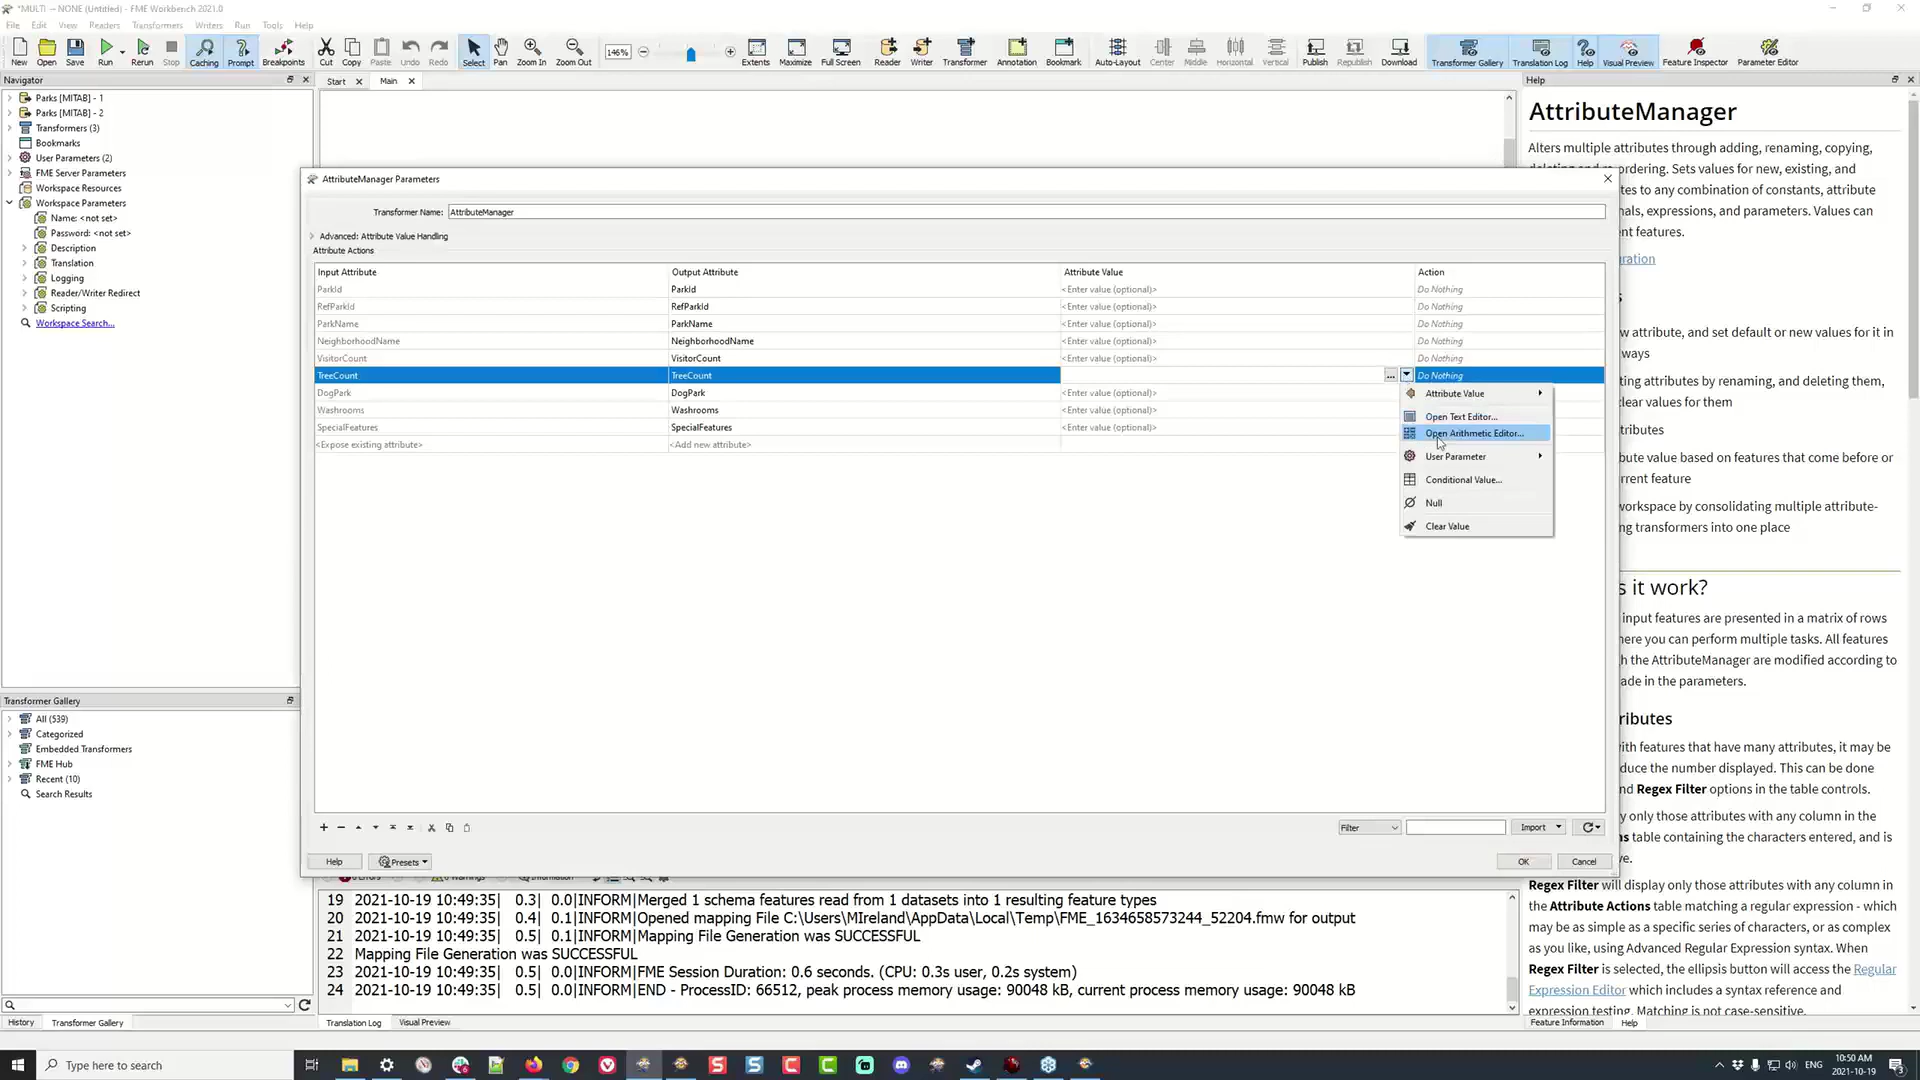 *MULTI -- NONE (Untitled) - FME Workbench 2021.0
File Edit View Readers Transformers Writers Run Tools Help
New Open Save Run Rerun Stop Caching Prompt Breakpoints Cut Copy Paste Undo Redo Select Pan Zoom In Zoom Out 146% Extents Maximize Full Screen Reader Writer Transformer Annotation Bookmark Auto-Layout Center Middle Horizontal Vertical Publish Republish Download Transformer Gallery Translation Log Help Visual Preview Feature Inspector Parameter Editor
Navigator
Parks [MITAB] - 1
Parks [MITAB] - 2
Transformers (3)
Bookmarks
User Parameters (2)
FME Server Parameters
Workspace Resources
Workspace Parameters
Name: <not set>
Password: <not set>
Description
Translation
Logging
Reader/Writer Redirect
Scripting
Workspace Search...
Transformer Gallery
All (539)
Categorized
Embedded Transformers
FME Hub
Recent (10)
Search Results
History Transformer Gallery
Start Main
AttributeManager Parameters
Transformer Name: AttributeManager
Advanced: Attribute Value Handling
Attribute Actions
Input Attribute Output Attribute Attribute Value Action
ParkId ParkId <Enter value (optional)> Do Nothing
RefParkId RefParkId <Enter value (optional)> Do Nothing
ParkName ParkName <Enter value (optional)> Do Nothing
NeighborhoodName NeighborhoodName <Enter value (optional)> Do Nothing
VisitorCount VisitorCount <Enter value (optional)> Do Nothing
TreeCount TreeCount ... Do Nothing
DogPark DogPark <Enter value (optional)>
Washrooms Washrooms <Enter value (optional)>
SpecialFeatures SpecialFeatures <Enter value (optional)>
<Expose existing attribute> <Add new attribute>
Attribute Value
Open Text Editor...
Open Arithmetic Editor...
User Parameter
Conditional Value...
Null
Clear Value
Filter Import
Help Presets OK Cancel
19 2021-10-19 10:49:35| 0.3| 0.0|INFORM|Merged 1 schema features read from 1 datasets into 1 resulting feature types
20 2021-10-19 10:49:35| 0.4| 0.1|INFORM|Opened mapping File C:\Users\MIreland\AppData\Local\Temp\FME_1634658573244_52204.fmw for output
21 2021-10-19 10:49:35| 0.5| 0.1|INFORM|Mapping File Generation was SUCCESSFUL
22 Mapping File Generation was SUCCESSFUL
23 2021-10-19 10:49:35| 0.5| 0.0|INFORM|FME Session Duration: 0.6 seconds. (CPU: 0.3s user, 0.2s system)
24 2021-10-19 10:49:35| 0.5| 0.0|INFORM|END - ProcessID: 66512, peak process memory usage: 90048 kB, current process memory usage: 90048 kB
Translation Log Visual Preview
Help
AttributeManager
Alters multiple attributes through adding, renaming, copying,
deleting and reordering. Sets values for new, existing, and
tes to any combination of constants, attribute
nals, expressions, and parameters. Values can
ent features.
uration
s
w attribute, and set default or new values for it in
ways
ting attributes by renaming, and deleting them,
clear values for them
tributes
bute value based on features that come before or
rrent feature
workspace by consolidating multiple attribute-
ng transformers into one place
s it work?
input features are presented in a matrix of rows
here you can perform multiple tasks. All features
h the AttributeManager are modified according to
ade in the parameters.
ributes
ith features that have many attributes, it may be
duce the number displayed. This can be done
nd Regex Filter options in the table controls.
y only those attributes with any column in the
ns table containing the characters entered, and is
e.
Regex Filter will display only those attributes with any column in
the Attribute Actions table matching a regular expression - which
may be as simple as a specific series of characters, or as complex
as you like, using Advanced Regular Expression syntax. When
Regex Filter is selected, the ellipsis button will access the Regular
Expression Editor which includes a syntax reference and
expression testing. Matching is not case-sensitive.
Feature Information Help
Type here to search
ENG
10:50 AM
2021-10-19